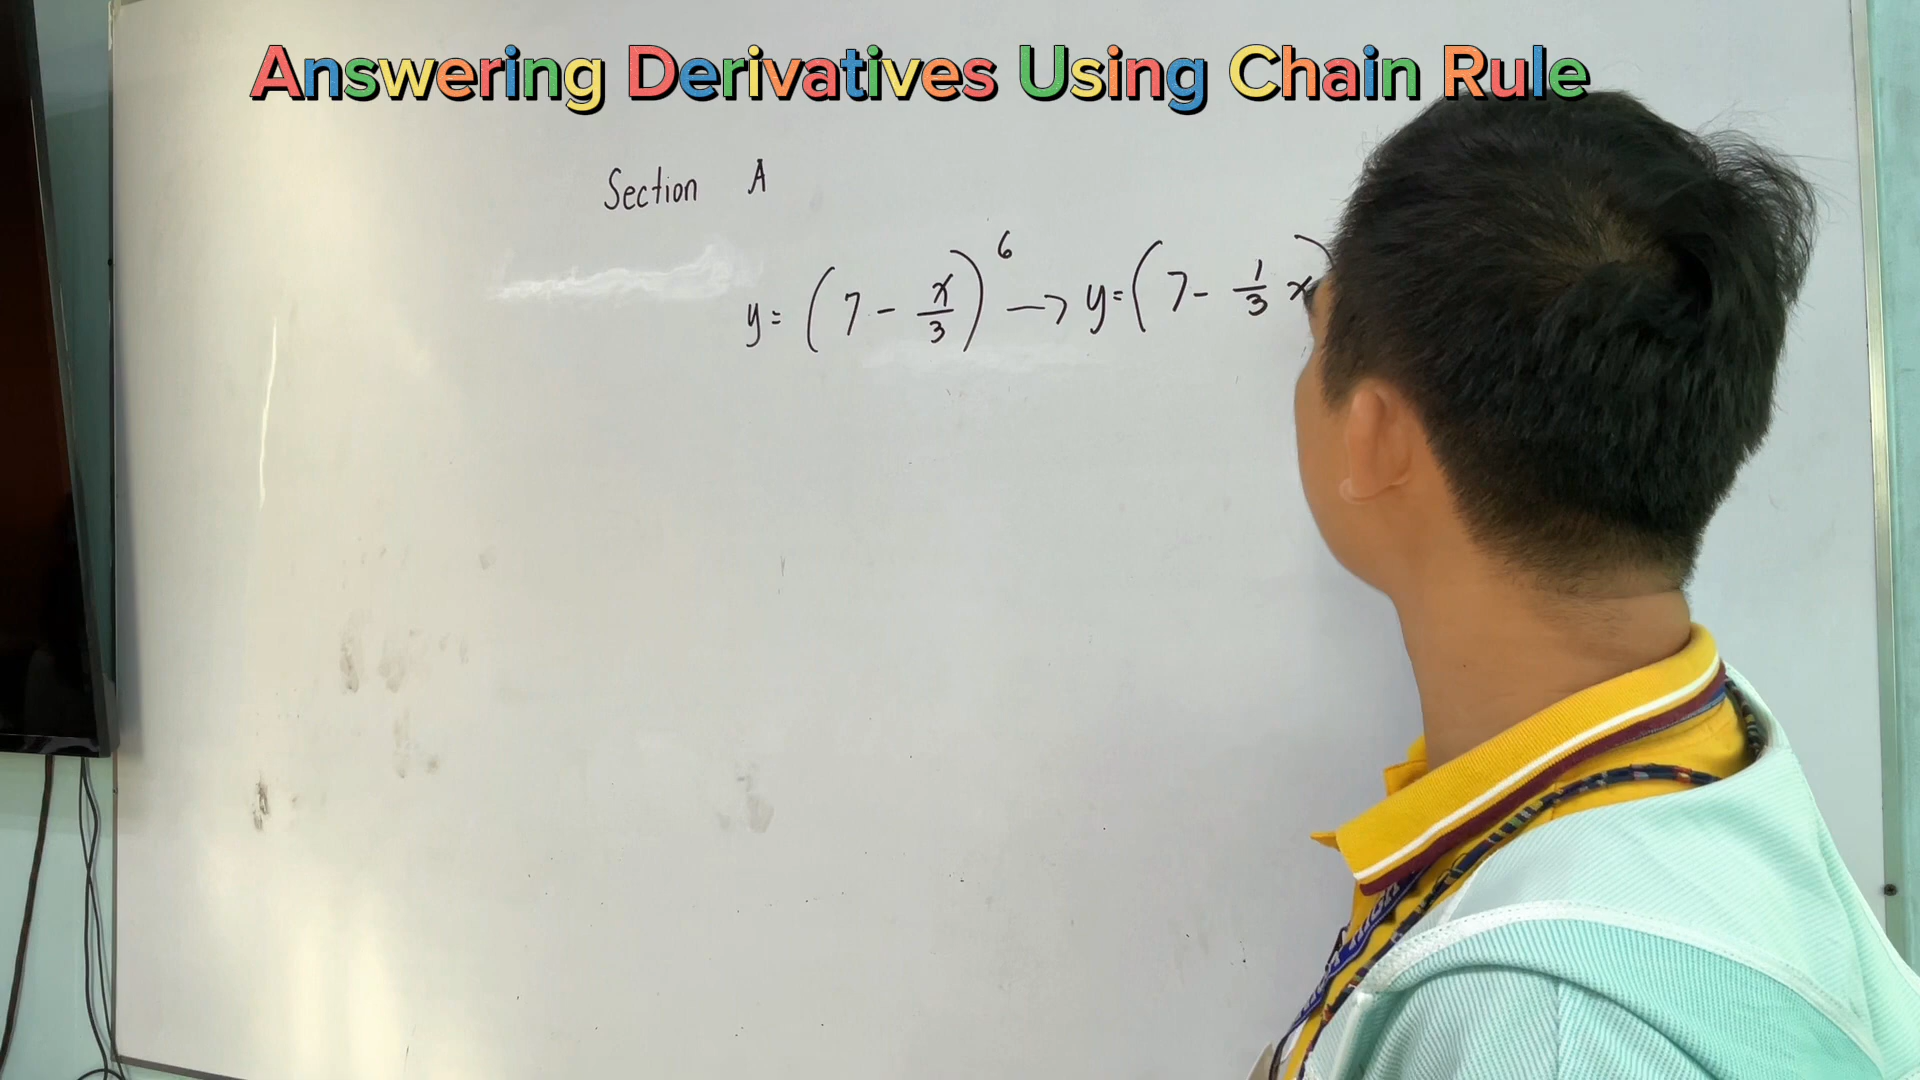 Answering Derivatives Using Chain Rule
Section A
y = (7 - x/3)^6 → y = (7 - 1/3 x)